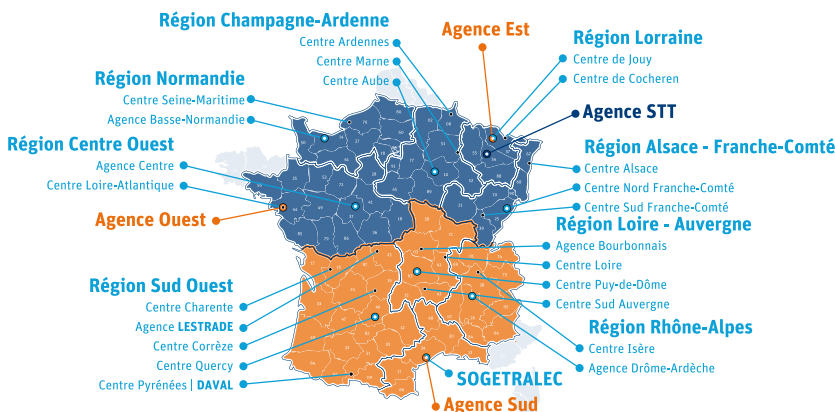 Région Champagne-Ardenne
Centre Ardennes
Centre Marne
Centre Aube
Agence Est
Région Lorraine
Centre de Jouy
Centre de Cocheren
Région Normandie
Centre Seine-Maritime
Agence Basse-Normandie
Agence STT
Région Centre Ouest
Agence Centre
Centre Loire-Atlantique
Agence Ouest
Région Alsace - Franche-Comté
Centre Alsace
Centre Nord Franche-Comté
Centre Sud Franche-Comté
Région Loire - Auvergne
Agence Bourbonnais
Centre Loire
Centre Puy-de-Dôme
Centre Sud Auvergne
Région Sud Ouest
Centre Charente
Agence LESTRADE
Centre Corrèze
Centre Quercy
Centre Pyrénées | DAVAL
Région Rhône-Alpes
Centre Isère
Agence Drôme-Ardèche
SOGETRALEC
Agence Sud